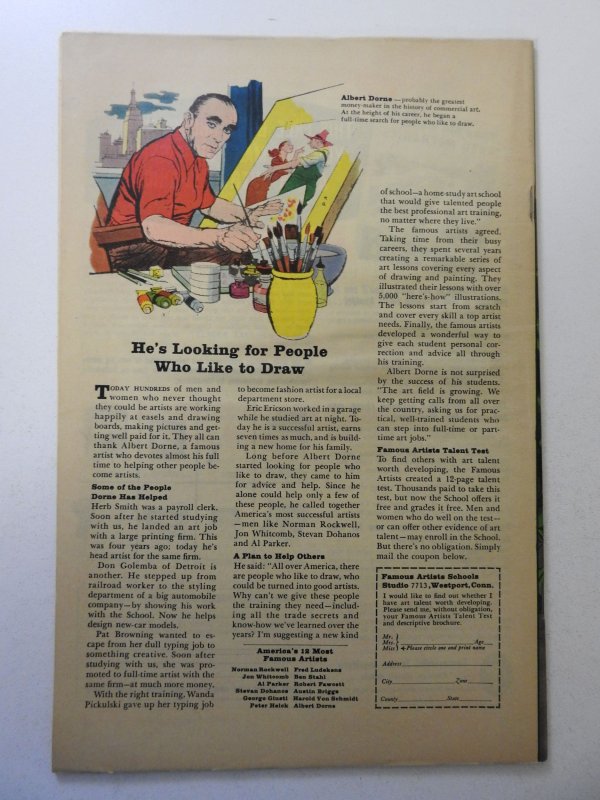 Albert Dorne — probably the greatest
money-maker in the history of commercial art.
At the height of his career, he began a
full-time search for people who like to draw.
He's Looking for People
Who Like to Draw
TODAY HUNDREDS of men and
women who never thought
they could be artists are working
happily at easels and drawing
boards, making pictures and get-
ting well paid for it. They all can
thank Albert Dorne, a famous
artist who devotes almost his full
time to helping other people be-
come artists.
Some of the People
Dorne Has Helped
Herb Smith was a payroll clerk.
Soon after he started studying
with us, he landed an art job
with a large printing firm. This
was four years ago; today he's
head artist for the same firm.
Don Golemba of Detroit is
another. He stepped up from
railroad worker to the styling
department of a big automobile
company—by showing his work
with the School. Now he helps
design new-car models.
Pat Browning wanted to es-
cape from her dull typing job to
something creative. Soon after
studying with us, she was pro-
moted to full-time artist with the
same firm—at much more money.
With the right training, Wanda
Pickulski gave up her typing job
to become fashion artist for a local
department store.
Eric Ericson worked in a garage
while he studied art at night. To-
day he is a successful artist, earns
seven times as much, and is build-
ing a new home for his family.
Long before Albert Dorne
started looking for people who
like to draw, they came to him
for advice and help. Since he
alone could help only a few of
these people, he called together
America's most successful artists
—men like Norman Rockwell,
Jon Whitcomb, Stevan Dohanos
and Al Parker.
A Plan to Help Others
He said: "All over America, there
are people who like to draw, who
could be turned into good artists.
Why can't we give these people
the training they need—includ-
ing all the trade secrets and
know-how we've learned over the
years? I'm suggesting a new kind
America's 12 Most
Famous Artists
Norman Rockwell Fred Ludekens
Jon Whitcomb Ben Stahl
Al Parker Robert Fawcett
Stevan Dohanos Austin Briggs
George Giusti Harold Von Schmidt
Peter Helck Albert Dorne
of school—a home-study art school
that would give talented people
the best professional art training,
no matter where they live."
The famous artists agreed.
Taking time from their busy
careers, they spent several years
creating a remarkable series of
art lessons covering every aspect
of drawing and painting. They
illustrated their lessons with over
5,000 "here's-how" illustrations.
The lessons start from scratch
and cover every skill a top artist
needs. Finally, the famous artists
developed a wonderful way to
give each student personal cor-
rection and advice all through
his training.
Albert Dorne is not surprised
by the success of his students.
"The art field is growing. We
keep getting calls from all over
the country, asking us for prac-
tical, well-trained students who
can step into full-time or part-
time art jobs."
Famous Artists Talent Test
To find others with art talent
worth developing, the Famous
Artists created a 12-page talent
test. Thousands paid to take this
test, but now the School offers it
free and grades it free. Men and
women who do well on the test—
or can offer other evidence of art
talent—may enroll in the School.
But there's no obligation. Simply
mail the coupon below.
Famous Artists Schools
Studio 7713, Westport, Conn.
I would like to find out whether I
have art talent worth developing.
Please send me, without obligation,
your Famous Artists Talent Test
and descriptive brochure.
Mr.
Mrs. Age
Miss Please circle one and print name
Address
City Zone
County State